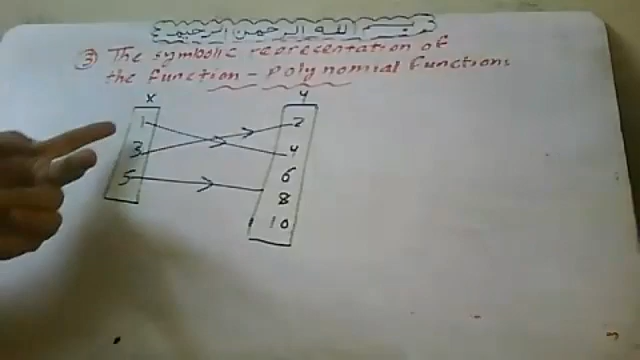 بسم الله الرحمن الرحيم
③ The symbolic representation of
the function - Polynomial functions
x y
1 2
3 4
5 6
8
10